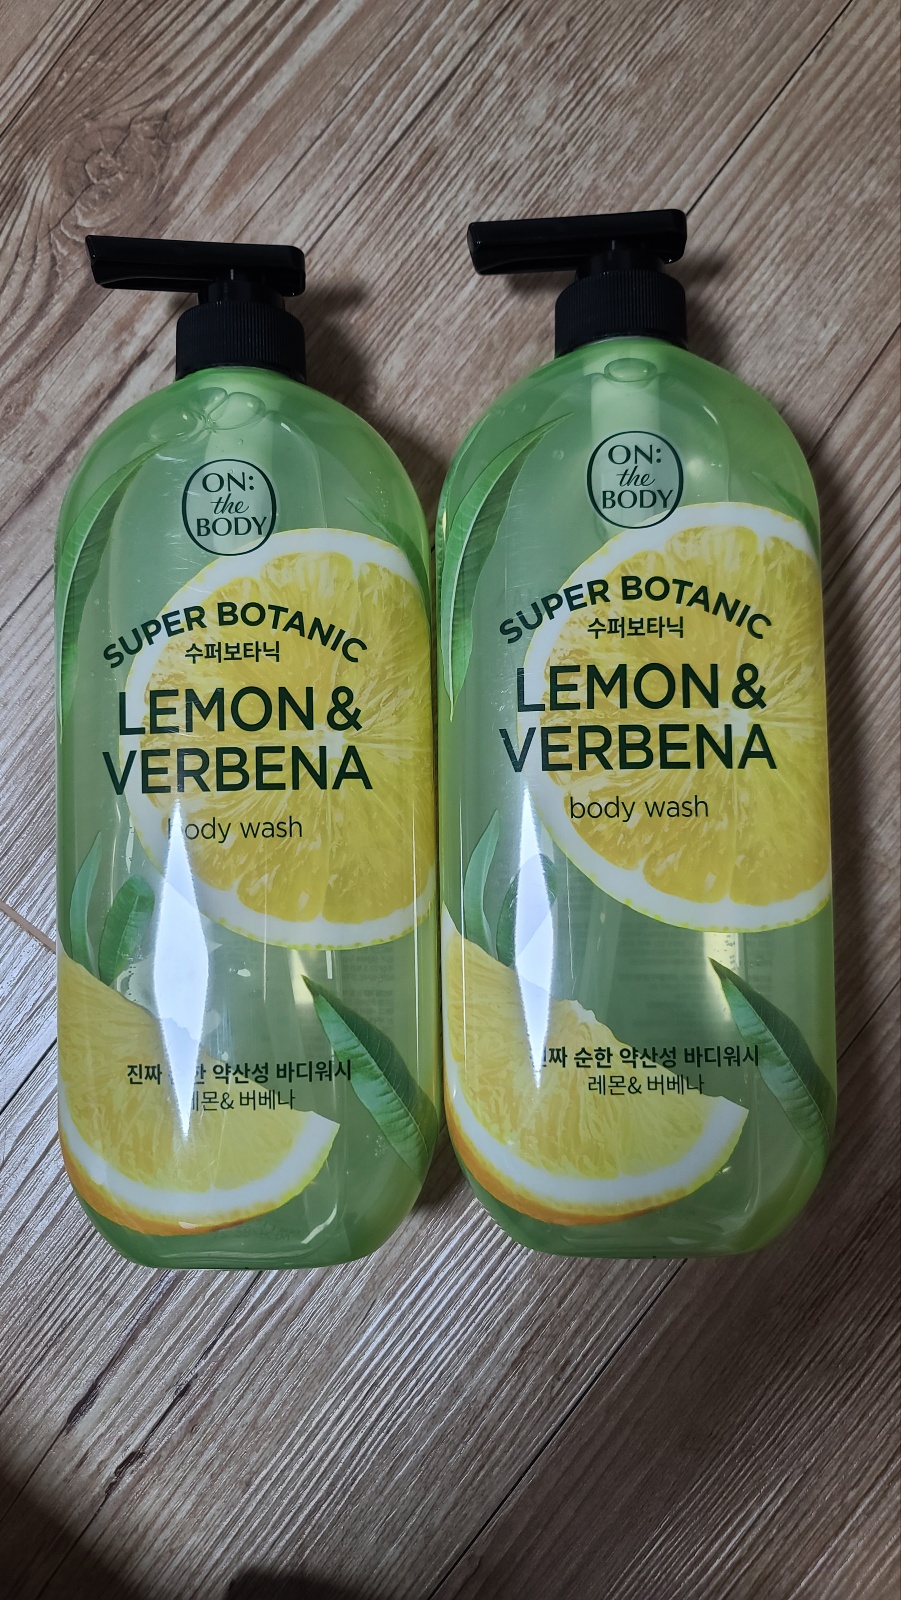 ON:
the
BODY
SUPER BOTANIC
수퍼보타닉
LEMON &
VERBENA
body wash
진짜 순한 약산성 바디워시
레몬& 버베나
ON:
the
BODY
SUPER BOTANIC
수퍼보타닉
LEMON &
VERBENA
body wash
진짜 순한 약산성 바디워시
레몬& 버베나